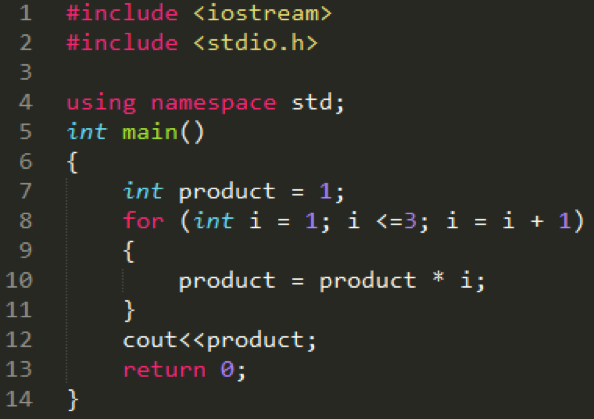 1 #include <iostream>
2 #include <stdio.h>
3
4 using namespace std;
5 int main()
6 {
7     int product = 1;
8     for (int i = 1; i <=3; i = i + 1)
9     {
10         product = product * i;
11     }
12     cout<<product;
13     return 0;
14 }